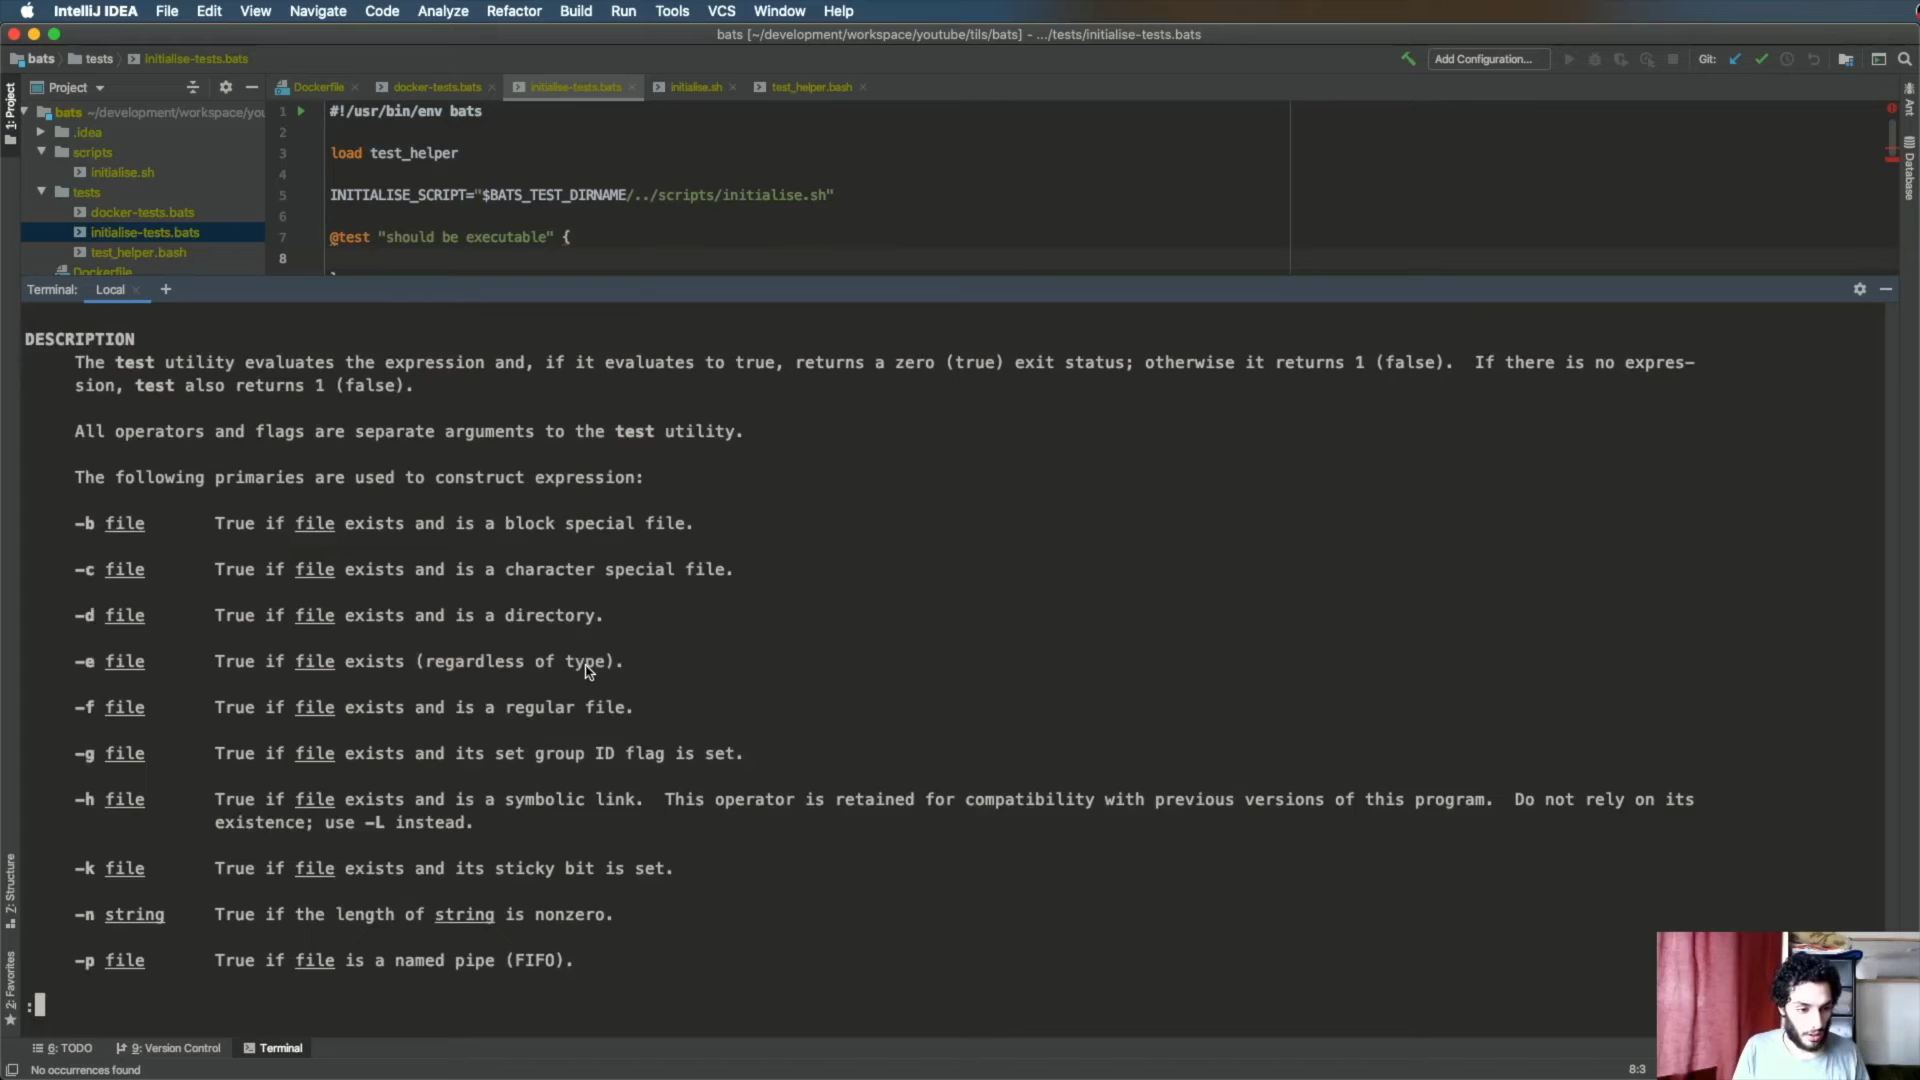 IntelliJ IDEA File Edit View Navigate Code Analyze Refactor Build Run Tools VCS Window Help
bats [~/development/workspace/youtube/tils/bats] - .../tests/initialise-tests.bats
bats tests initialise-tests.bats Add Configuration... Git:
1: Project
Project
Dockerfile docker-tests.bats initialise-tests.bats initialise.sh test_helper.bash
Ant
Database
bats ~/development/workspace/you
.idea
scripts
initialise.sh
tests
docker-tests.bats
initialise-tests.bats
test_helper.bash
Dockerfile
1 #!/usr/bin/env bats
2
3 load test_helper
4
5 INITIALISE_SCRIPT="$BATS_TEST_DIRNAME/../scripts/initialise.sh"
6
7 @test "should be executable" {
8
Terminal: Local +
DESCRIPTION
The test utility evaluates the expression and, if it evaluates to true, returns a zero (true) exit status; otherwise it returns 1 (false). If there is no expres-
sion, test also returns 1 (false).
All operators and flags are separate arguments to the test utility.
The following primaries are used to construct expression:
-b file True if file exists and is a block special file.
-c file True if file exists and is a character special file.
-d file True if file exists and is a directory.
-e file True if file exists (regardless of type).
-f file True if file exists and is a regular file.
-g file True if file exists and its set group ID flag is set.
-h file True if file exists and is a symbolic link. This operator is retained for compatibility with previous versions of this program. Do not rely on its
existence; use -L instead.
-k file True if file exists and its sticky bit is set.
-n string True if the length of string is nonzero.
-p file True if file is a named pipe (FIFO).
:
Z: Structure
2: Favorites
6: TODO 9: Version Control Terminal
No occurrences found 8:3